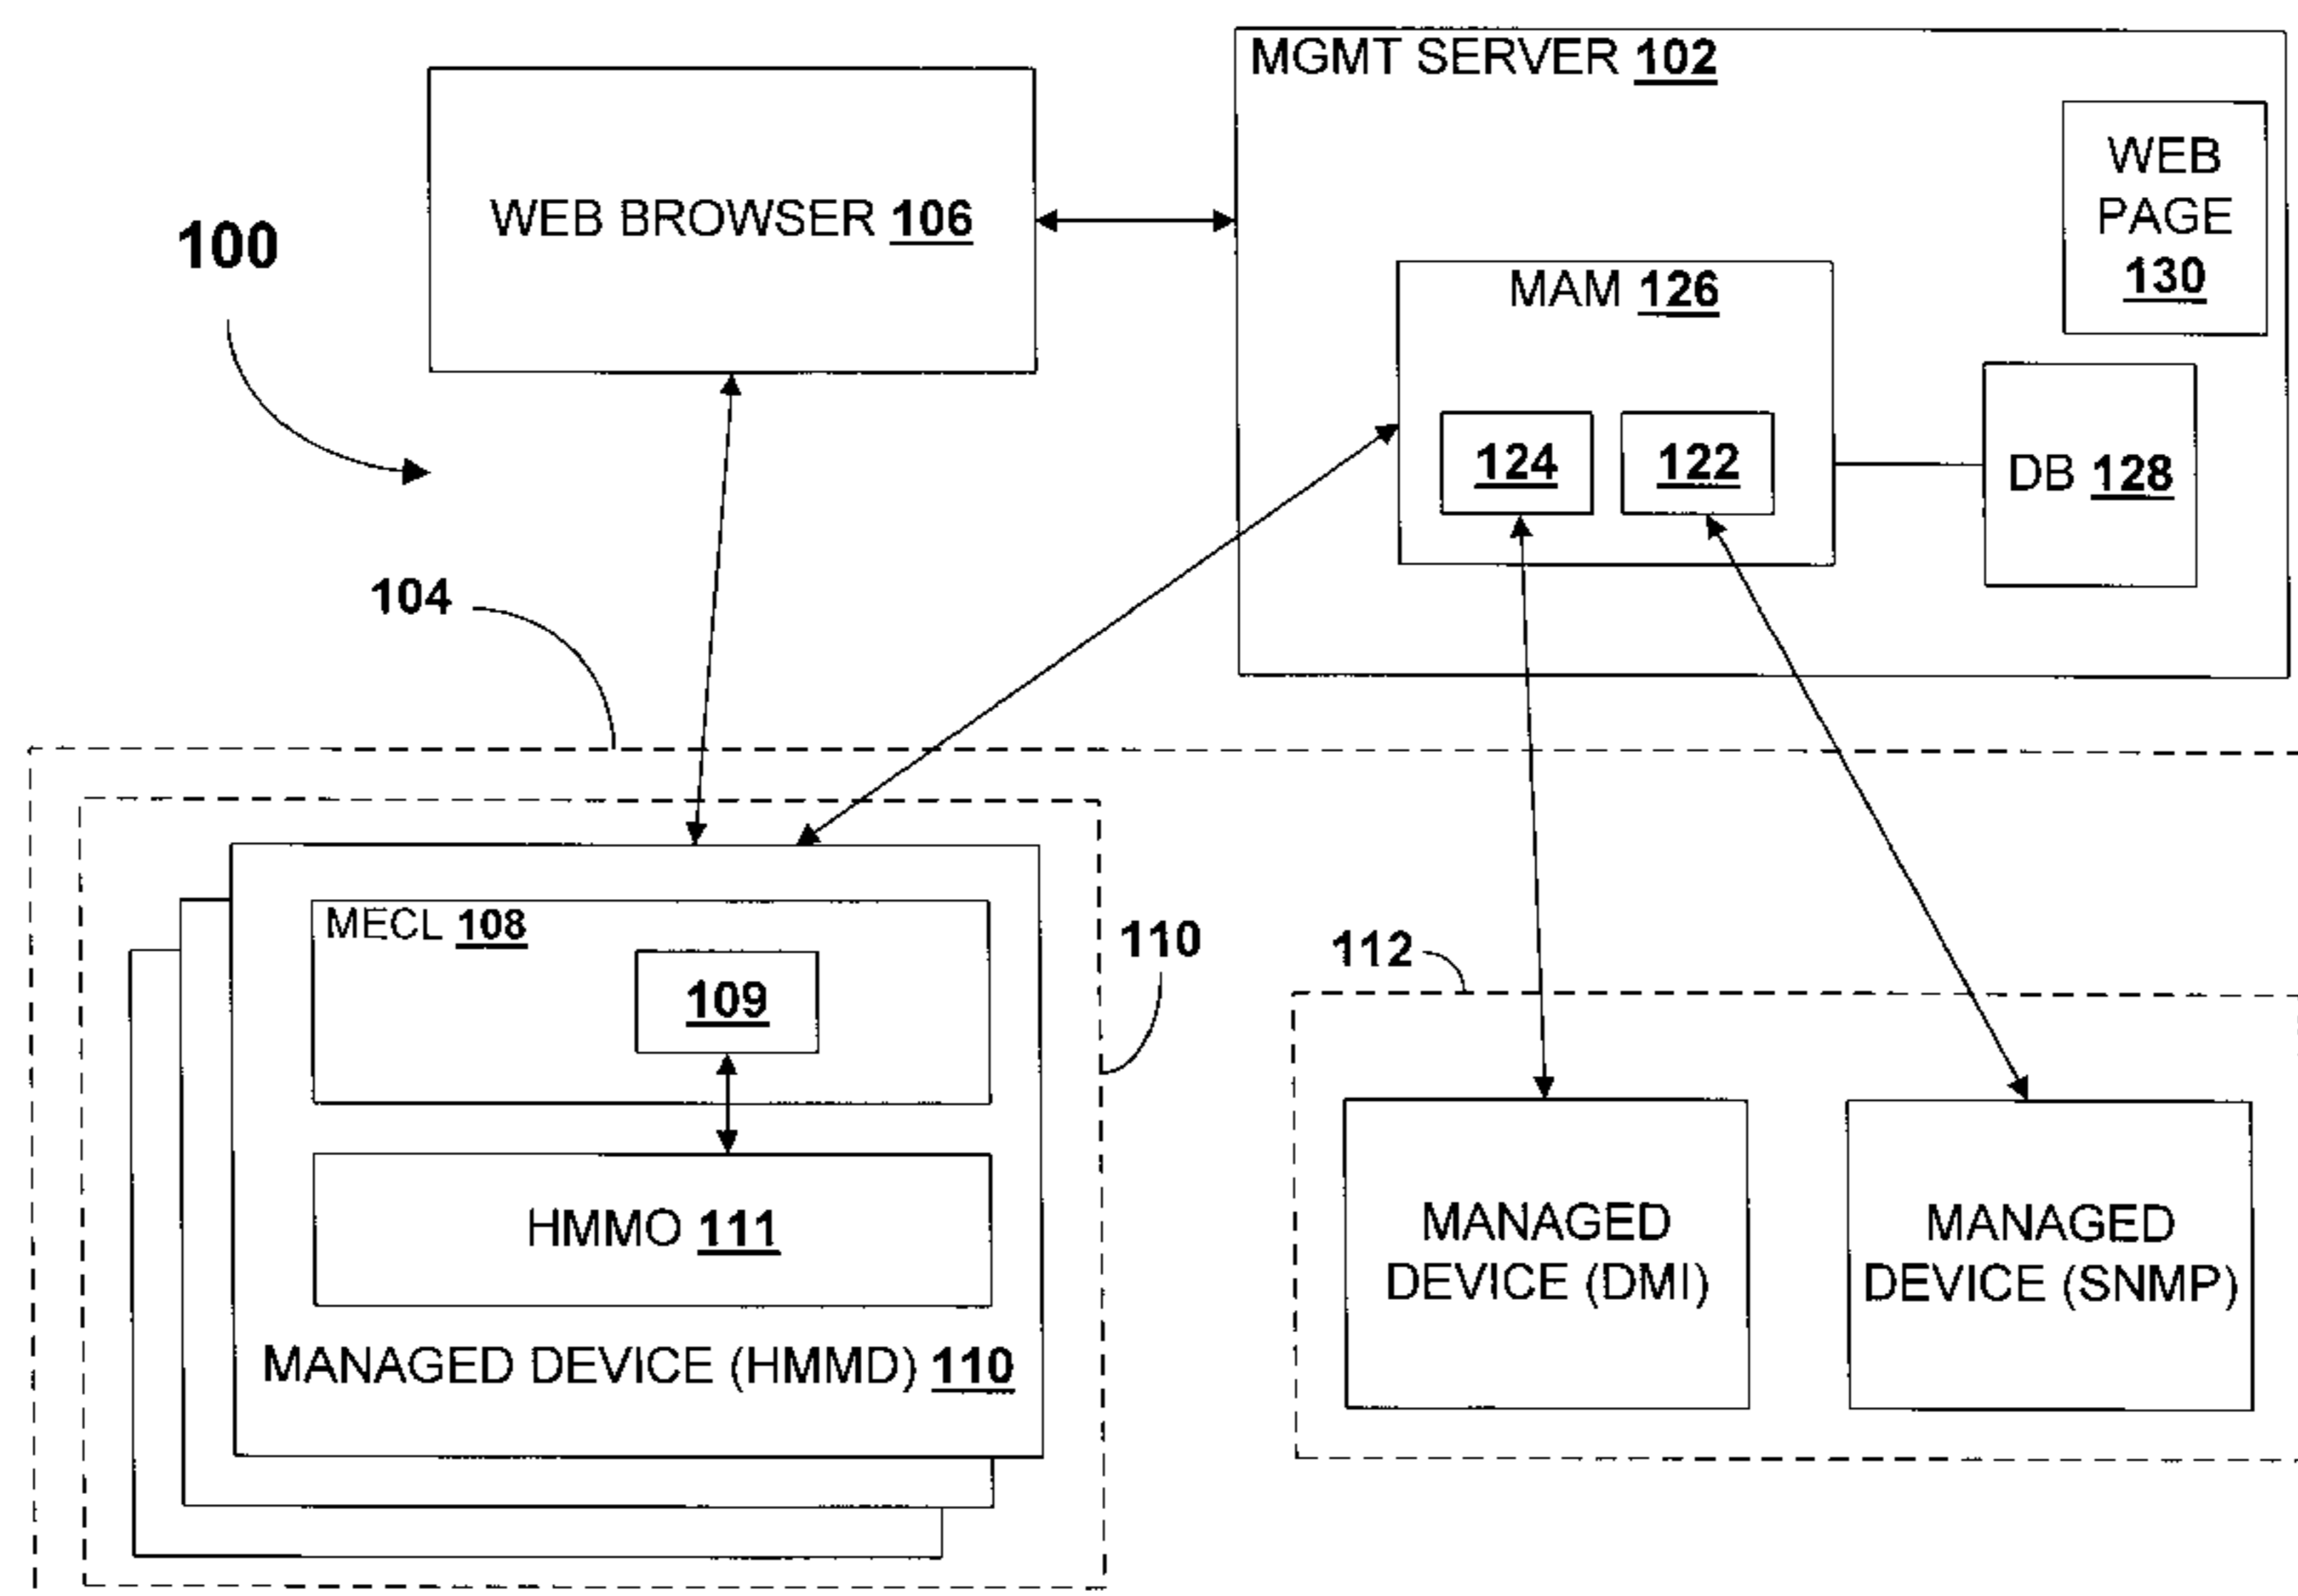 MGMT SERVER 102
WEB
PAGE
130
WEB BROWSER 106
100
MAM 126
124
122
DB 128
104
MECL 108
109
110
112
HMMO 111
MANAGED DEVICE (HMMD) 110
MANAGED
DEVICE (DMI)
MANAGED
DEVICE (SNMP)